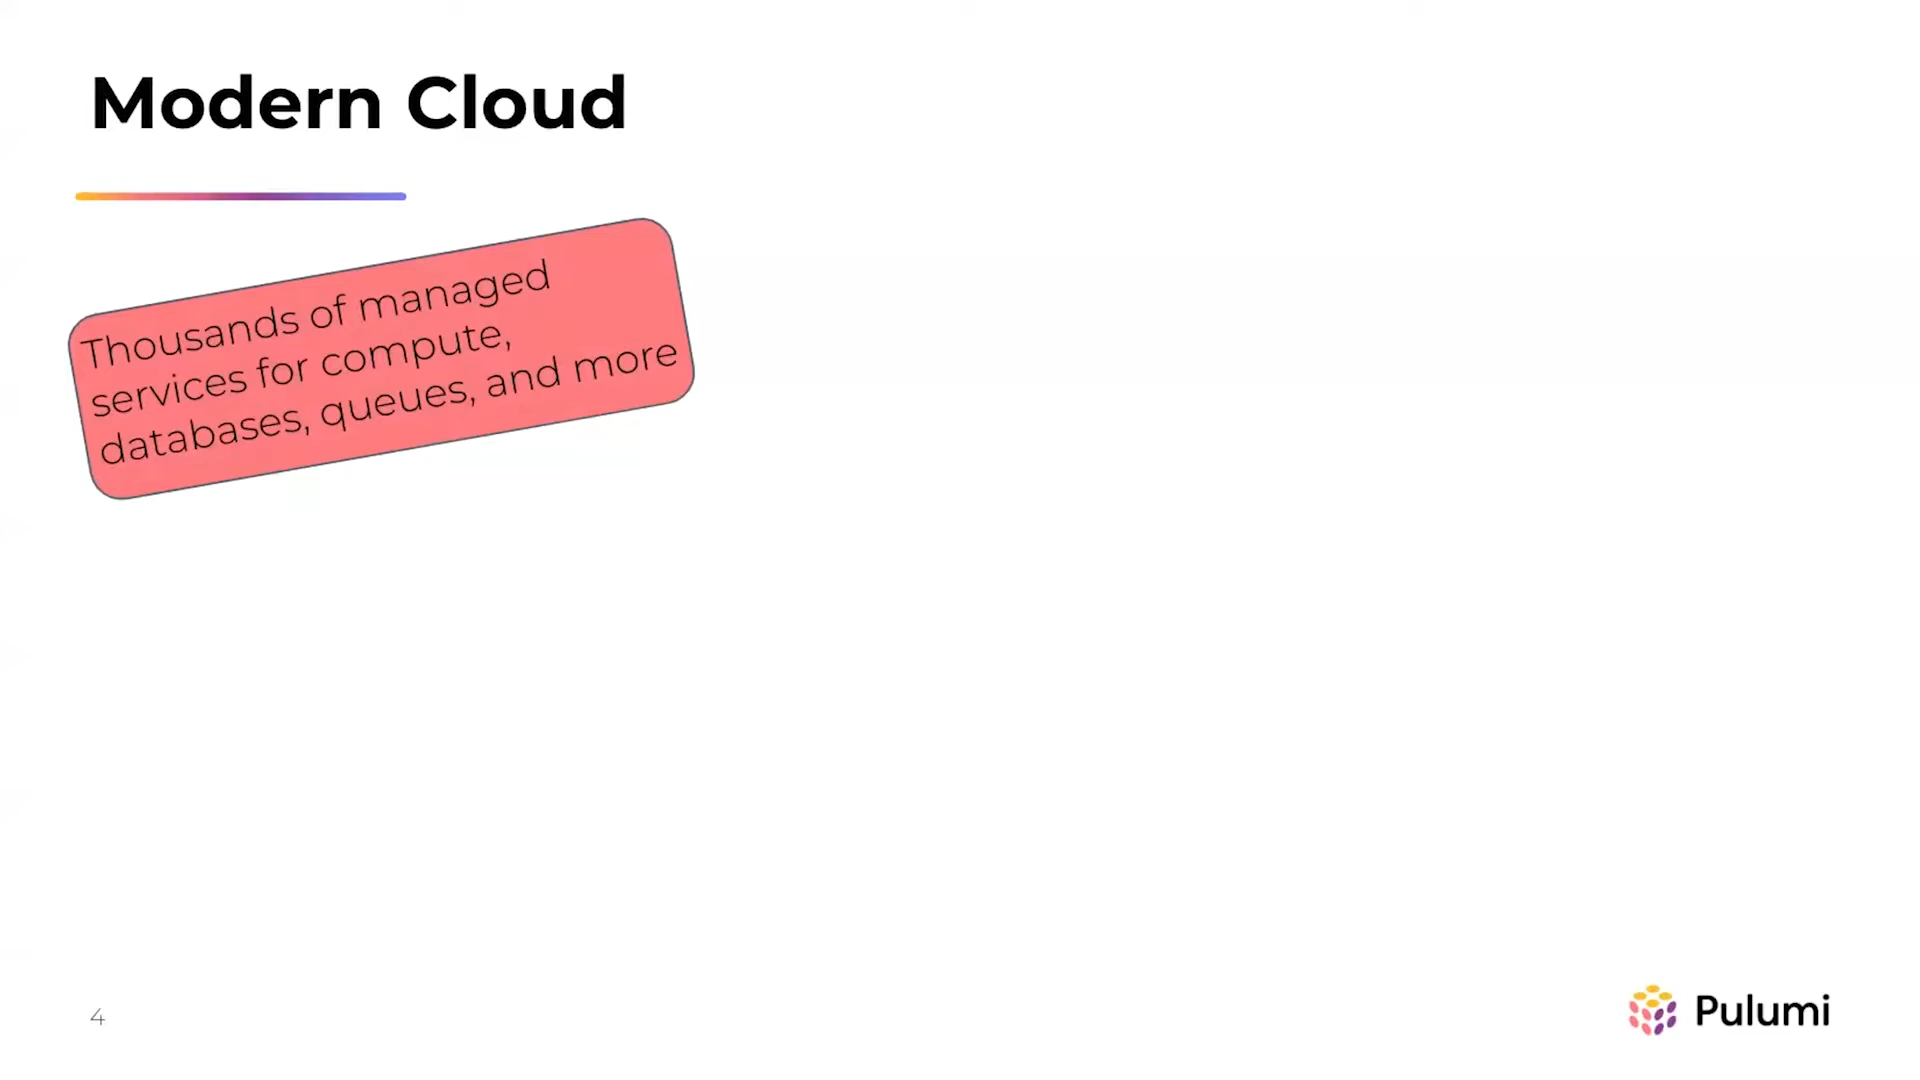 Modern Cloud
Thousands of managed
services for compute,
databases, queues, and more
4
Pulumi